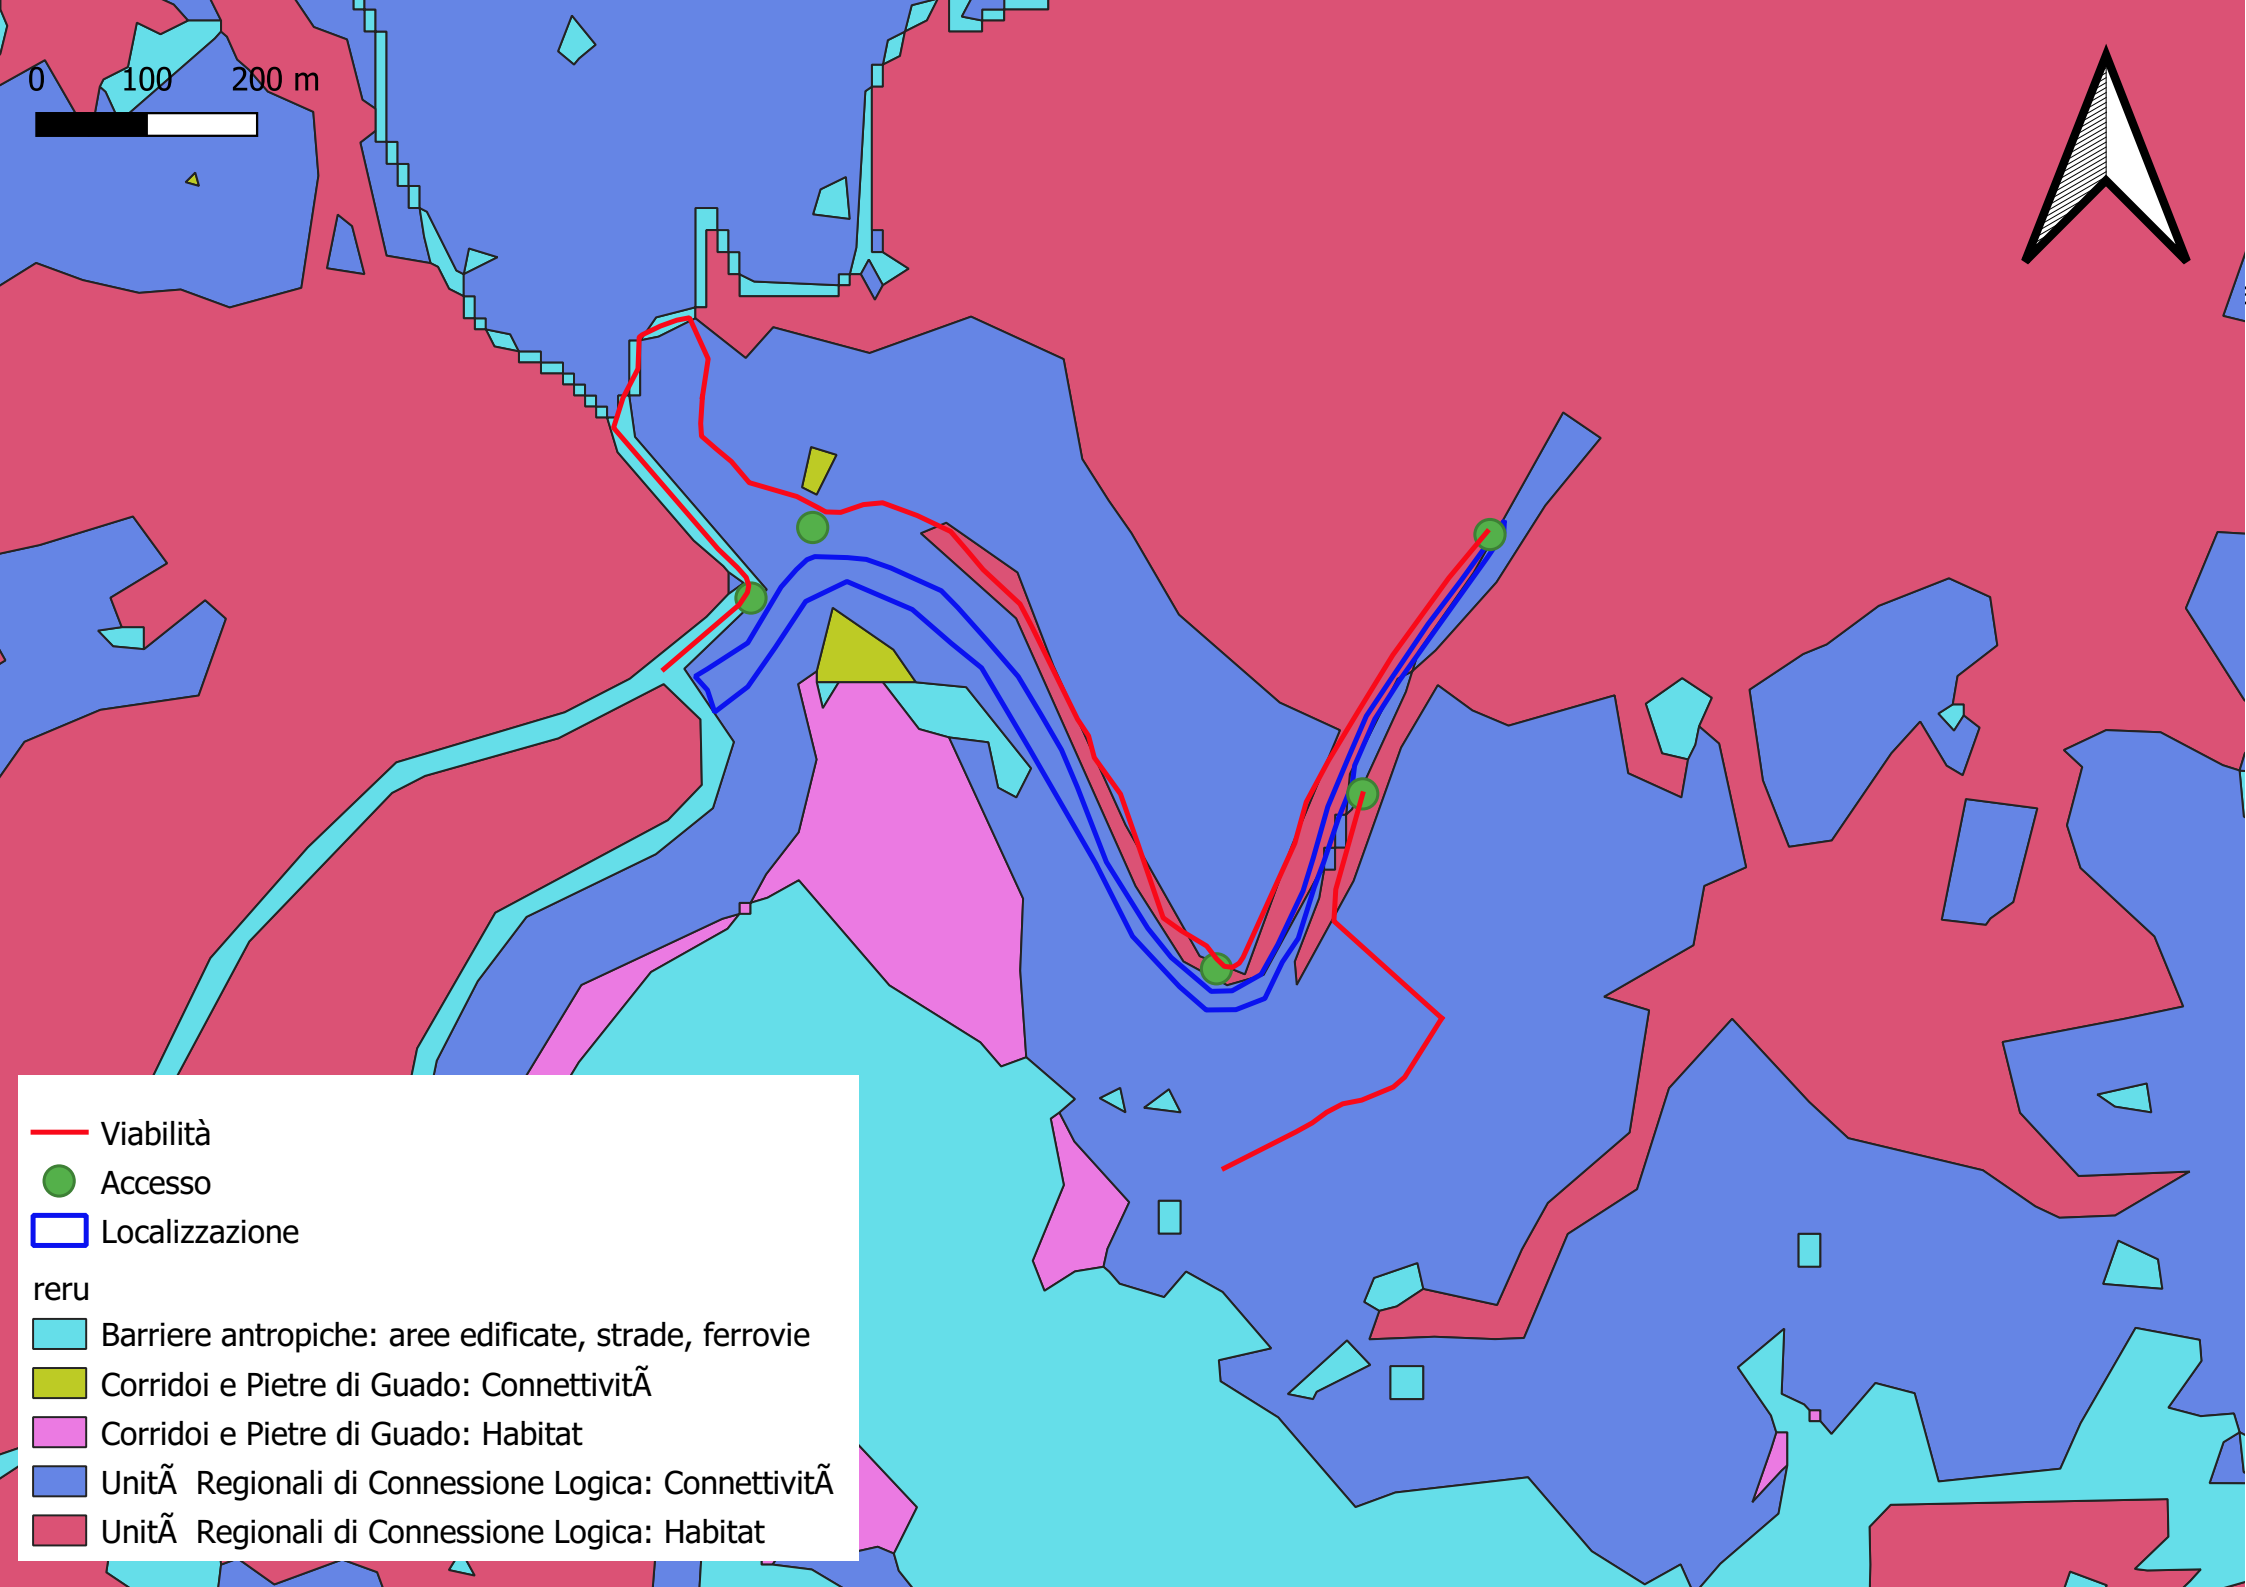 0 100 200 m
Viabilità
Accesso
Localizzazione
reru
Barriere antropiche: aree edificate, strade, ferrovie
Corridoi e Pietre di Guado: ConnettivitÃ
Corridoi e Pietre di Guado: Habitat
UnitÃ  Regionali di Connessione Logica: ConnettivitÃ
UnitÃ  Regionali di Connessione Logica: Habitat